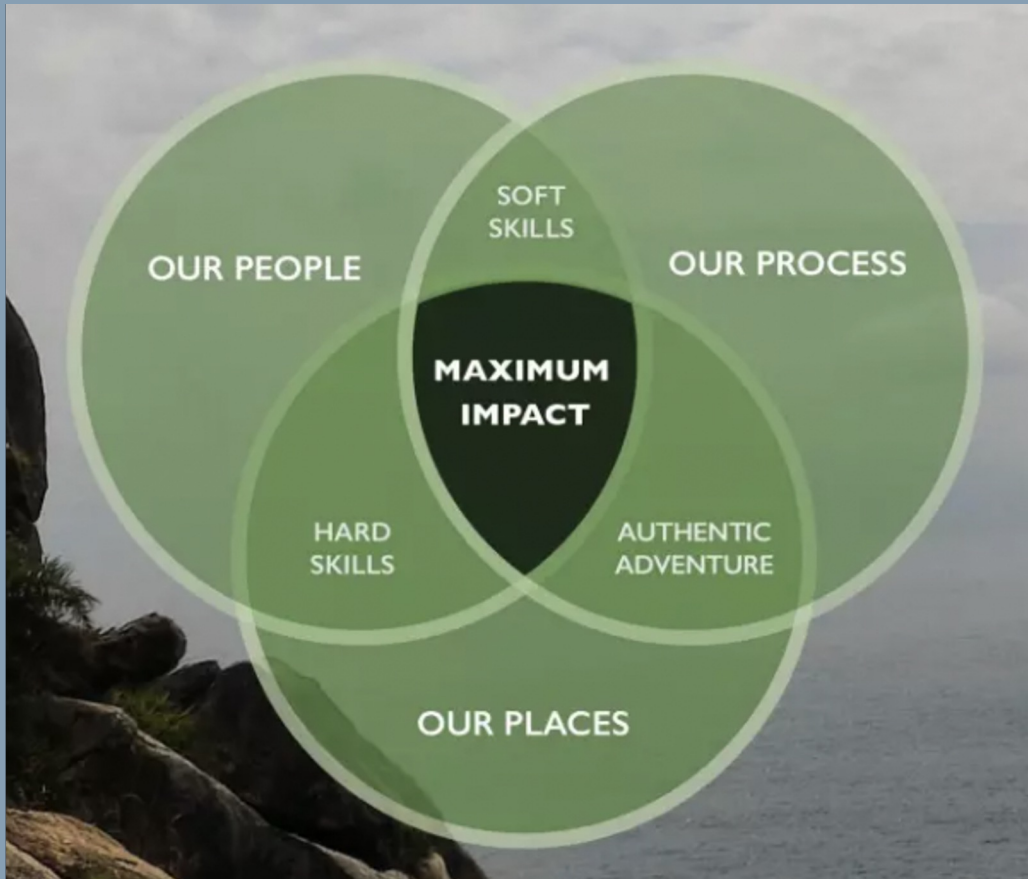 SOFT
SKILLS
OUR PEOPLE
OUR PROCESS
MAXIMUM
IMPACT
HARD
SKILLS
AUTHENTIC
ADVENTURE
OUR PLACES